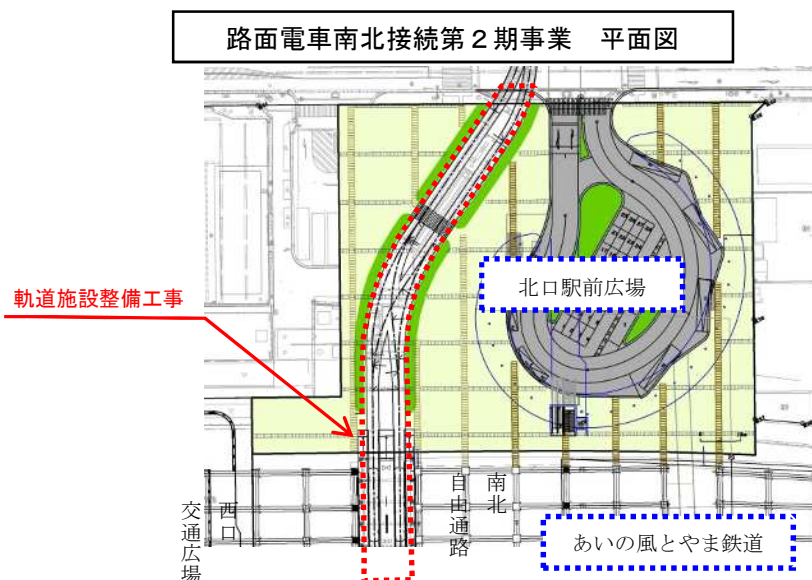 路面電車南北接続第２期事業　平面図
北口駅前広場
軌道施設整備工事
南北
自由通路
西口
交通広場
あいの風とやま鉄道